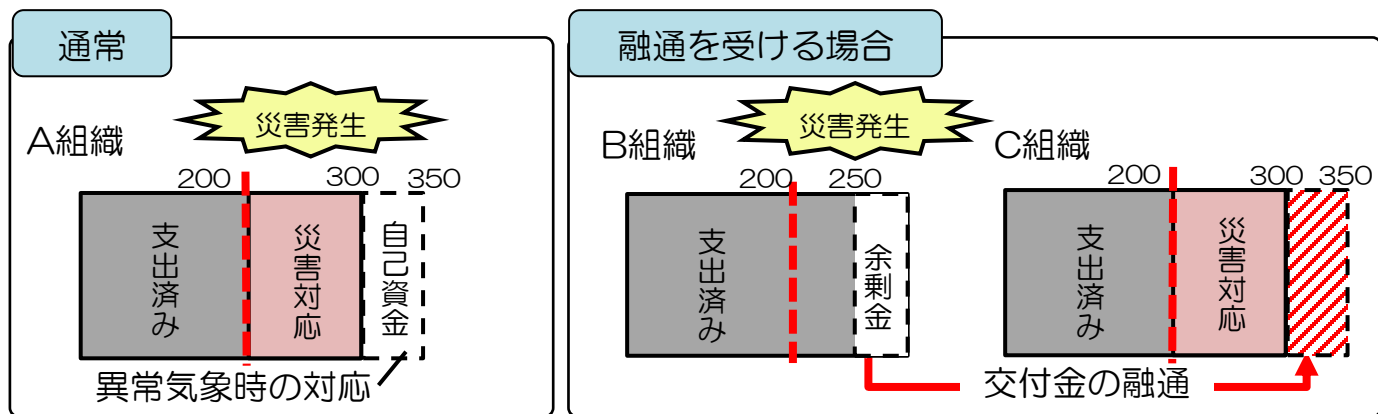 通常
災害発生
A組織
200
300
350
支出済み
災害対応
自己資金
異常気象時の対応
融通を受ける場合
災害発生
B組織
200
250
支出済み
余剰金
C組織
200
300
350
支出済み
災害対応
交付金の融通